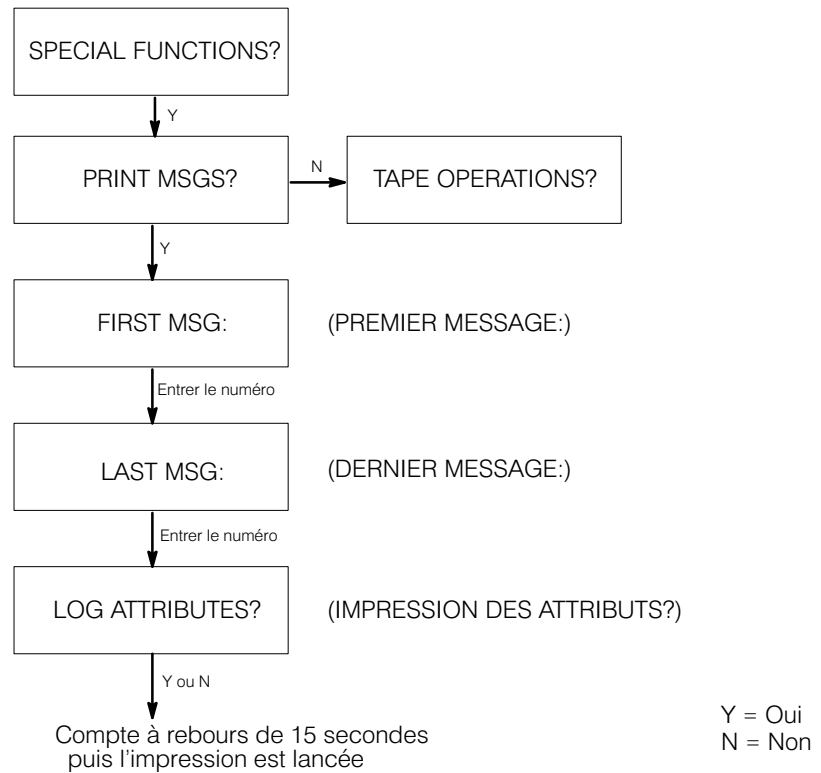 SPECIAL FUNCTIONS?
Y
PRINT MSGS?
N
TAPE OPERATIONS?
Y
FIRST MSG:
(PREMIER MESSAGE:)
Entrer le numéro
LAST MSG:
(DERNIER MESSAGE:)
Entrer le numéro
LOG ATTRIBUTES?
(IMPRESSION DES ATTRIBUTS?)
Y ou N
Compte à rebours de 15 secondes
puis l'impression est lancée
Y = Oui
N = Non